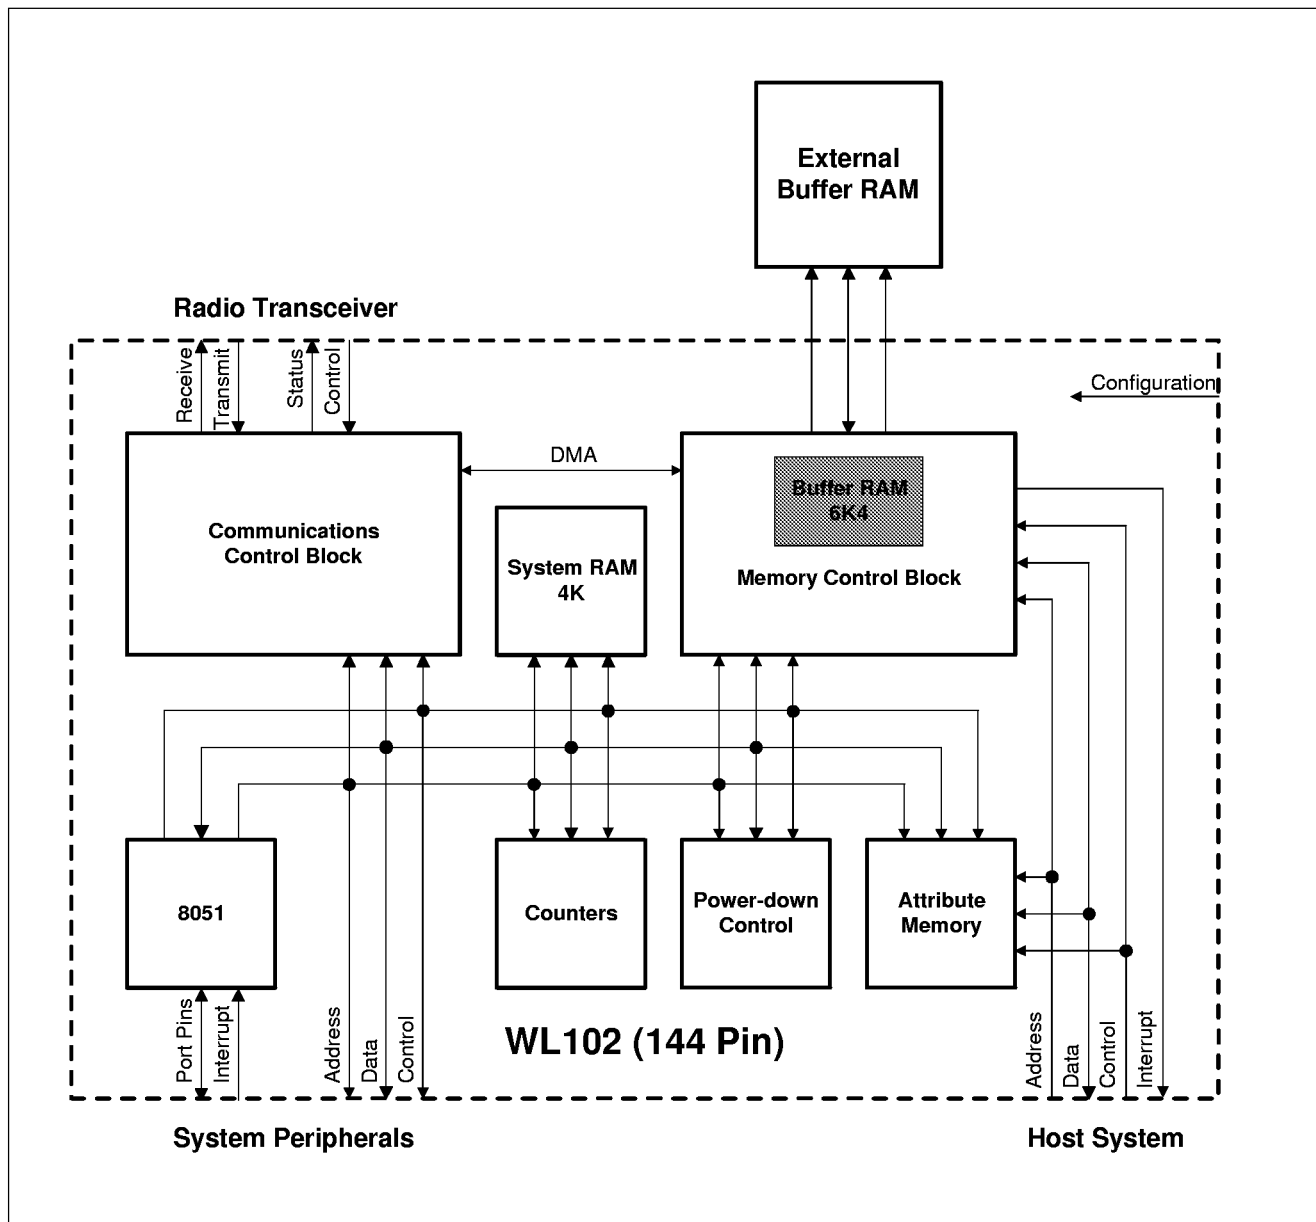 External
Buffer RAM
Radio Transceiver
Receive
Transmit
Status
Control
Configuration
DMA
Buffer RAM
6K4
Communications
Control Block
System RAM
4K
Memory Control Block
8051
Counters
Power-down
Control
Attribute
Memory
Port Pins
Interrupt
Address
Data
Control
WL102 (144 Pin)
Address
Data
Control
Interrupt
System Peripherals
Host System